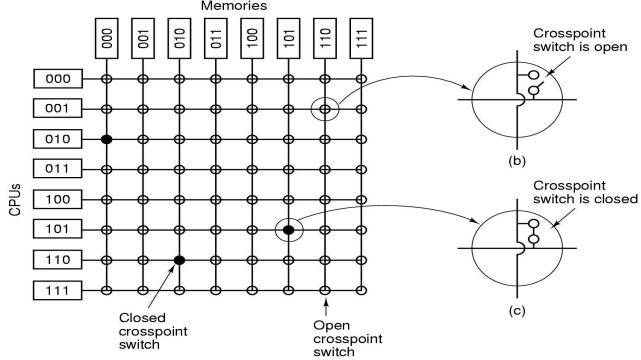 Memories
000
001
010
011
100
101
110
111
CPUs
000
001
010
011
100
101
110
111
Crosspoint
switch is open
(b)
Crosspoint
switch is closed
(c)
Closed
crosspoint
switch
Open
crosspoint
switch